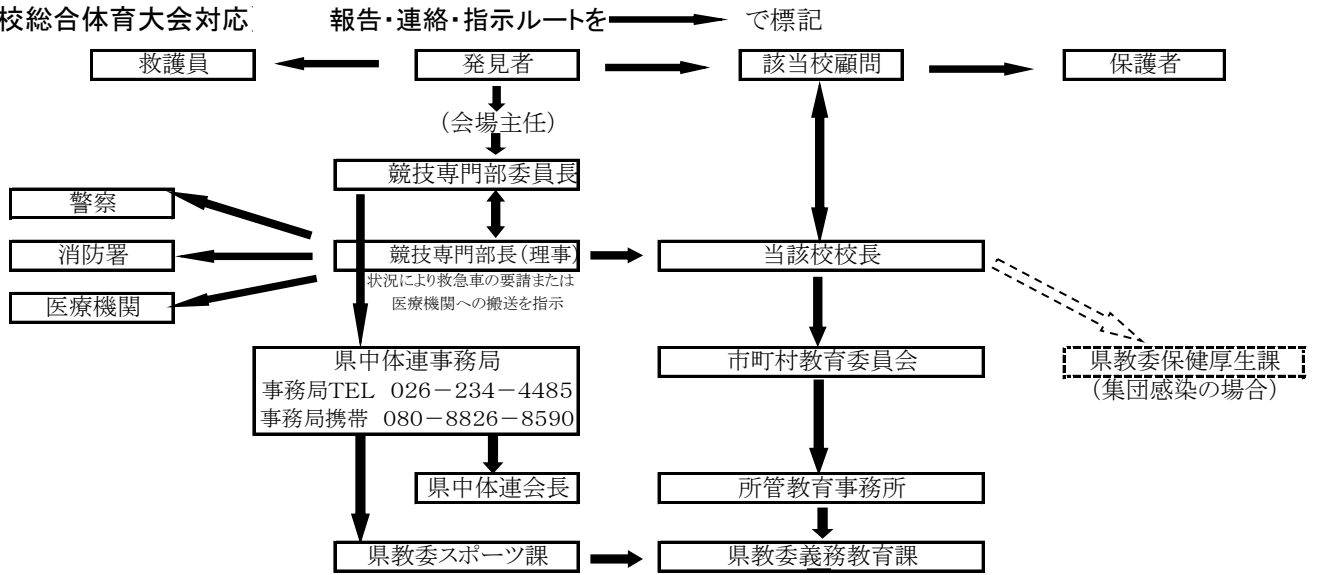 校総合体育大会対応 報告・連絡・指示ルートを で標記
救護員 発見者 該当校顧問 保護者
(会場主任)
競技専門部委員長
警察
消防署 競技専門部長(理事) 当該校校長
状況により救急車の要請または
医療機関への搬送を指示
医療機関
県中体連事務局 市町村教育委員会 県教委保健厚生課
事務局TEL 026-234-4485 (集団感染の場合)
事務局携帯 080-8826-8590
県中体連会長 所管教育事務所
県教委スポーツ課 県教委義務教育課